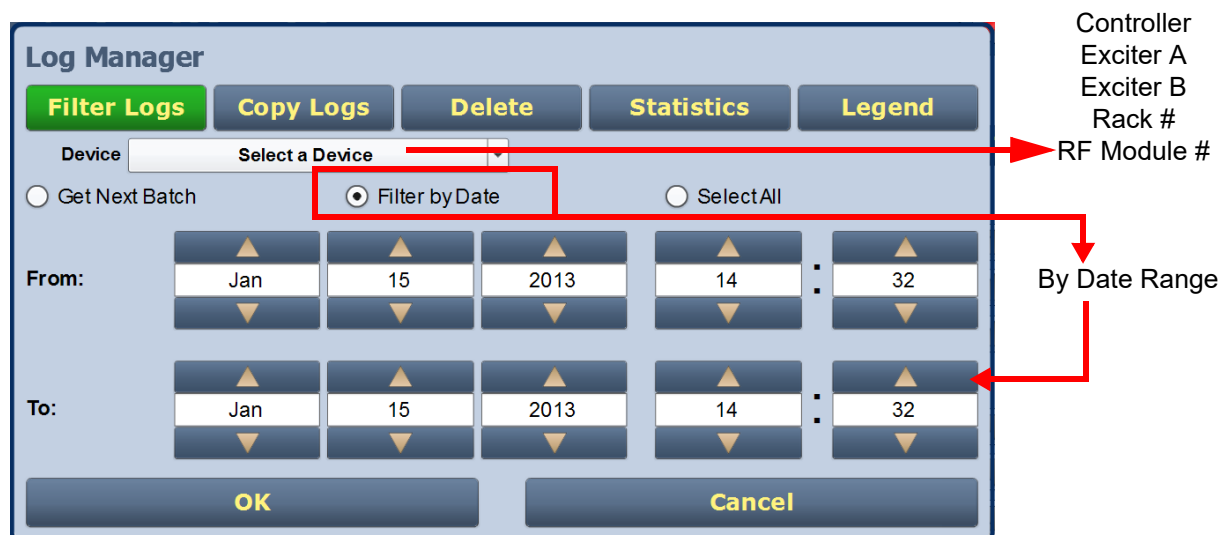 Log Manager
Filter Logs Copy Logs Delete Statistics Legend
Device Select a Device
Get Next Batch Filter by Date Select All
From: Jan 15 2013 14 : 32
To: Jan 15 2013 14 : 32
OK Cancel
Controller
Exciter A
Exciter B
Rack #
RF Module #
By Date Range